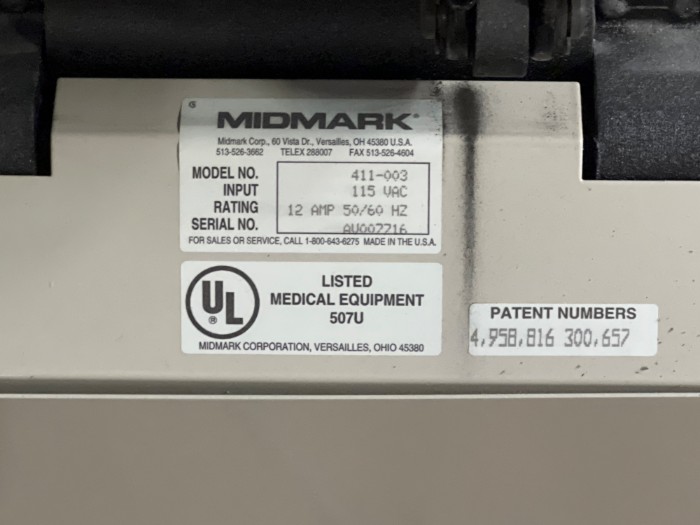 MIDMARK®
Midmark Corp., 60 Vista Dr., Versailles, OH 45380 U.S.A.
513-526-3662 TELEX 288007 FAX 513-526-4604
MODEL NO. 411-003
INPUT 115 VAC
RATING 12 AMP 50/60 HZ
SERIAL NO. AU007716
FOR SALES OR SERVICE, CALL 1-800-643-6275 MADE IN THE U.S.A.
UL®
LISTED
MEDICAL EQUIPMENT
507U
MIDMARK CORPORATION, VERSAILLES, OHIO 45380
PATENT NUMBERS
4,958,816 300,657